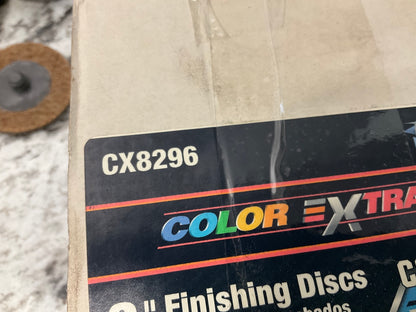 CX8296
COLOR EXTRA
" Finishing Discs